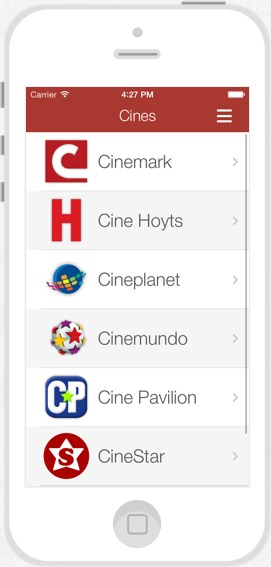 Carrier 4:27 PM
Cines
C Cinemark
H Cine Hoyts
Cineplanet
Cinemundo
CP Cine Pavilion
S CineStar